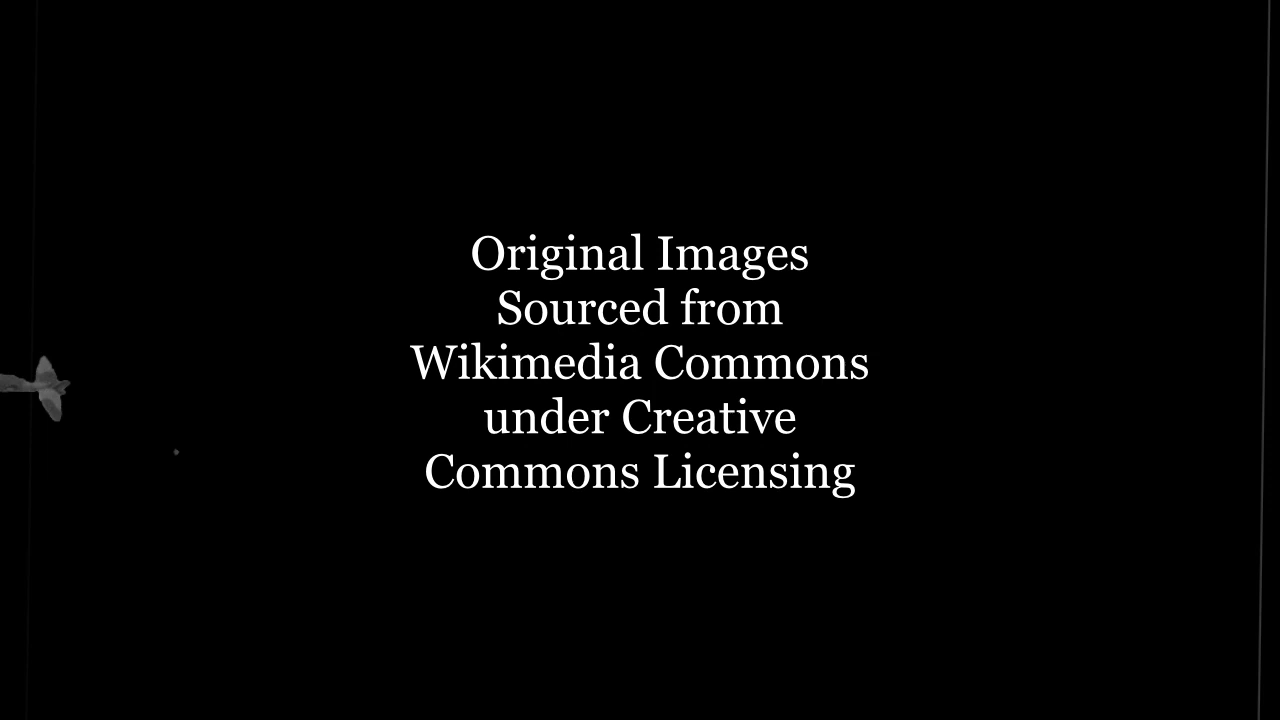 Original Images
Sourced from
Wikimedia Commons
under Creative
Commons Licensing